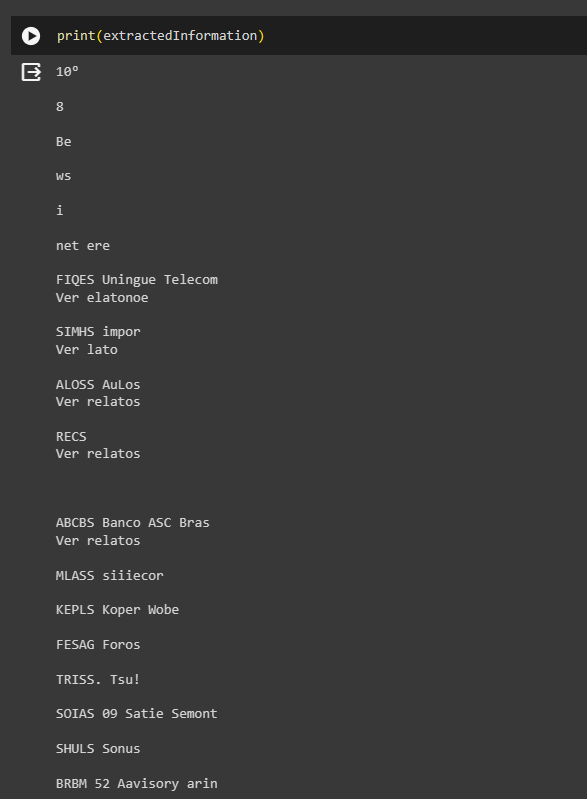 print(extractedInformation)
10º
8
Be
ws
i
net ere
FIQES Uningue Telecom
Ver elatonoe
SIMHS impor
Ver lato
ALOSS AuLos
Ver relatos
RECS
Ver relatos
ABCBS Banco ASC Bras
Ver relatos
MLASS siiiecor
KEPLS Koper Wobe
FESAG Foros
TRISS. Tsu!
SOIAS 09 Satie Semont
SHULS Sonus
BRBM 52 Aavisory arin